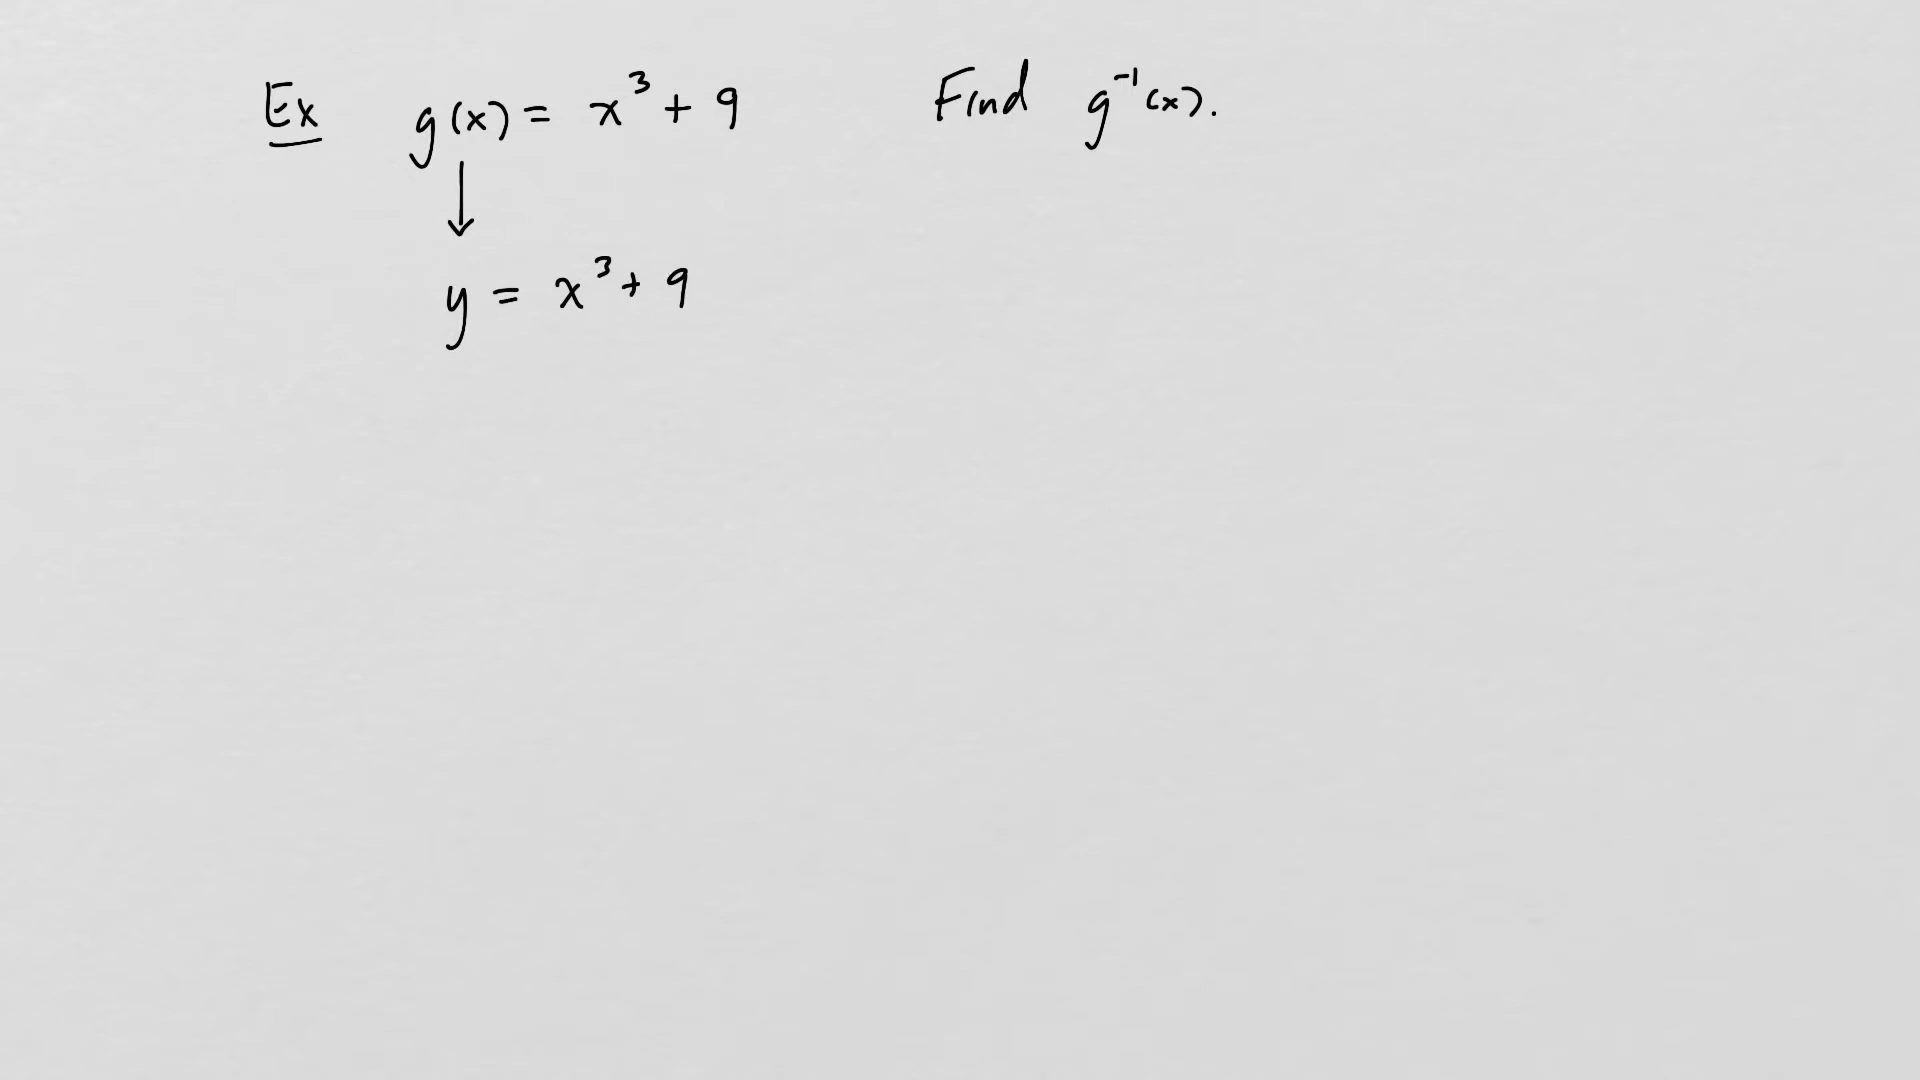 Ex g(x) = x³ + 9 Find g⁻¹(x).
↓
y = x³ + 9